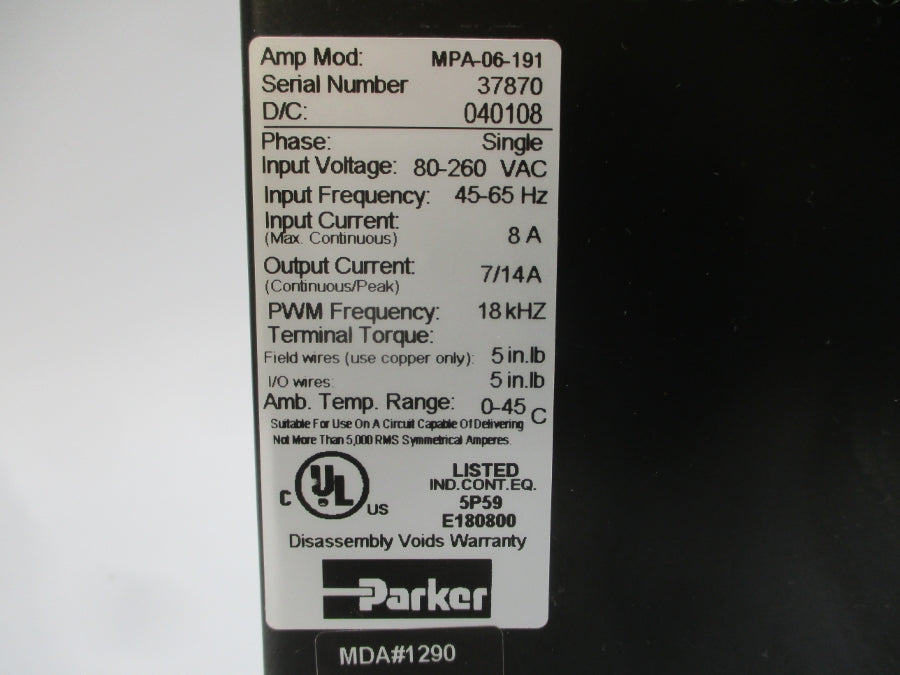 Amp Mod: MPA-06-191
Serial Number 37870
D/C: 040108
Phase: Single
Input Voltage: 80-260 VAC
Input Frequency: 45-65 Hz
Input Current:
(Max. Continuous) 8 A
Output Current:
(Continuous/Peak) 7/14A
PWM Frequency: 18 kHZ
Terminal Torque:
Field wires (use copper only): 5 in.lb
I/O wires: 5 in.lb
Amb. Temp. Range: 0-45 C
Suitable For Use On A Circuit Capable Of Delivering
Not More Than 5,000 RMS Symmetrical Amperes.
C UL US
LISTED
IND.CONT.EQ.
5P59
E180800
Disassembly Voids Warranty
Parker
MDA#1290